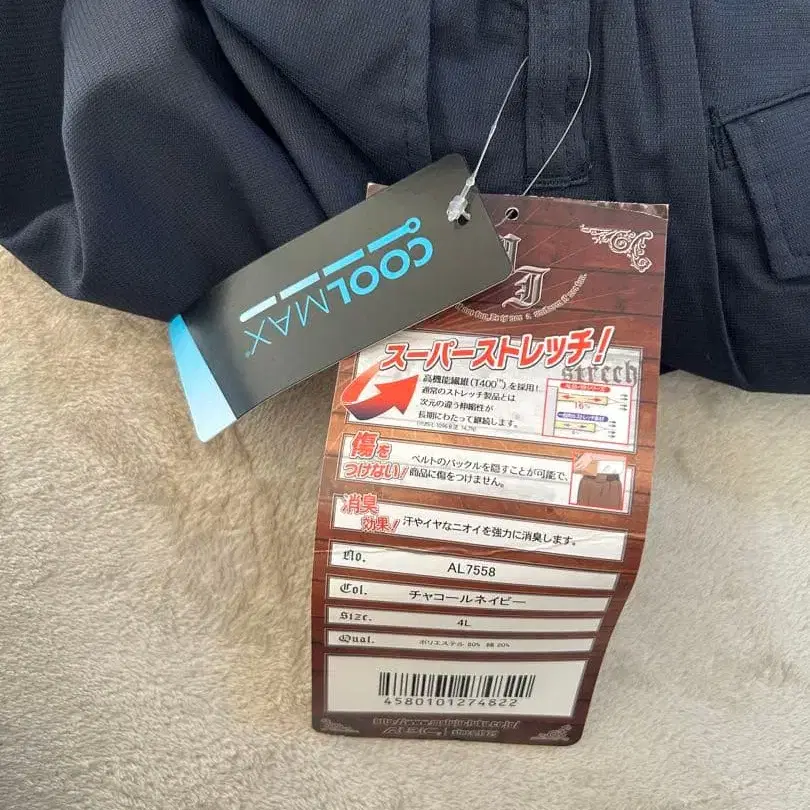 COOLMAX®
スーパーストレッチ!
strech
高機能繊維(T400™)を採用!
通常のストレッチ製品とは
次元の違う伸縮性が
長期にわたって継続します。
16%
傷を
つけない!
ベルトのバックルを隠すことが可能で、
商品に傷をつけません。
消臭
効果!
汗やイヤなニオイを強力に消臭します。
No. AL7558
Col. チャコールネイビー
Size. 4L
Qual. ポリエステル 80% 綿 20%
4580101274822